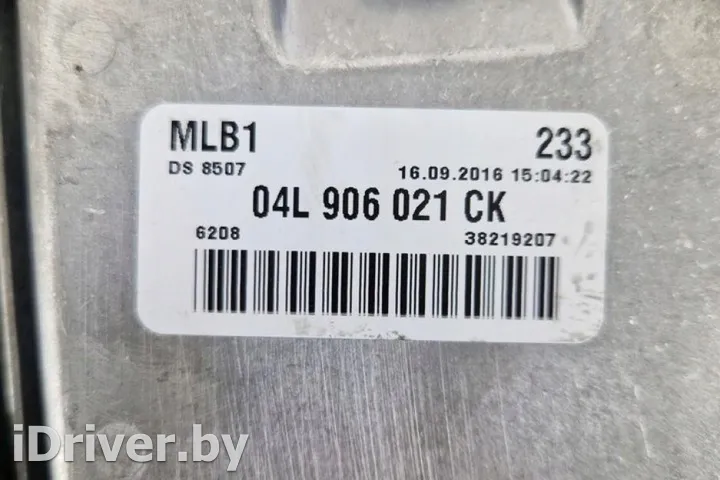 MLB1 233
DS 8507 16.09.2016 15:04:22
04L 906 021 CK
6208 38219207
iDriver.by